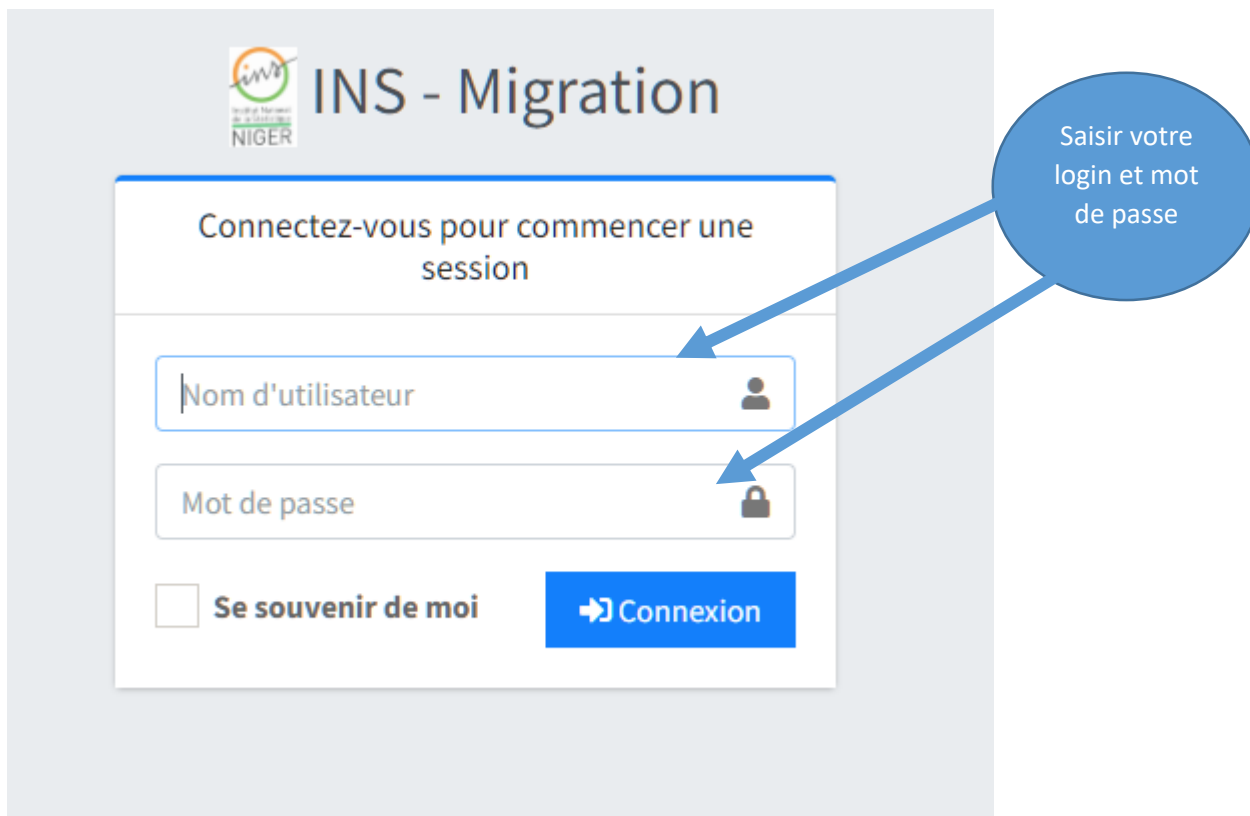 ins
NIGER
INS - Migration
Saisir votre
login et mot
de passe
Connectez-vous pour commencer une
session
Nom d'utilisateur
Mot de passe
Se souvenir de moi
Connexion